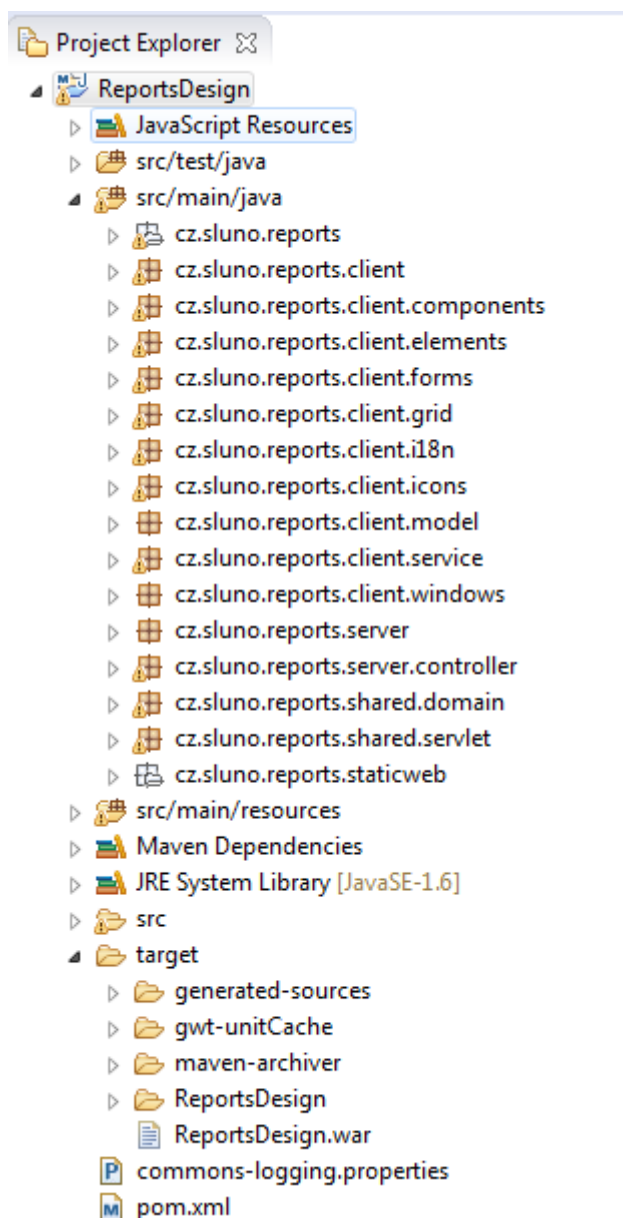 Project Explorer
ReportsDesign
JavaScript Resources
src/test/java
src/main/java
cz.sluno.reports
cz.sluno.reports.client
cz.sluno.reports.client.components
cz.sluno.reports.client.elements
cz.sluno.reports.client.forms
cz.sluno.reports.client.grid
cz.sluno.reports.client.i18n
cz.sluno.reports.client.icons
cz.sluno.reports.client.model
cz.sluno.reports.client.service
cz.sluno.reports.client.windows
cz.sluno.reports.server
cz.sluno.reports.server.controller
cz.sluno.reports.shared.domain
cz.sluno.reports.shared.servlet
cz.sluno.reports.staticweb
src/main/resources
Maven Dependencies
JRE System Library [JavaSE-1.6]
src
target
generated-sources
gwt-unitCache
maven-archiver
ReportsDesign
ReportsDesign.war
commons-logging.properties
pom.xml